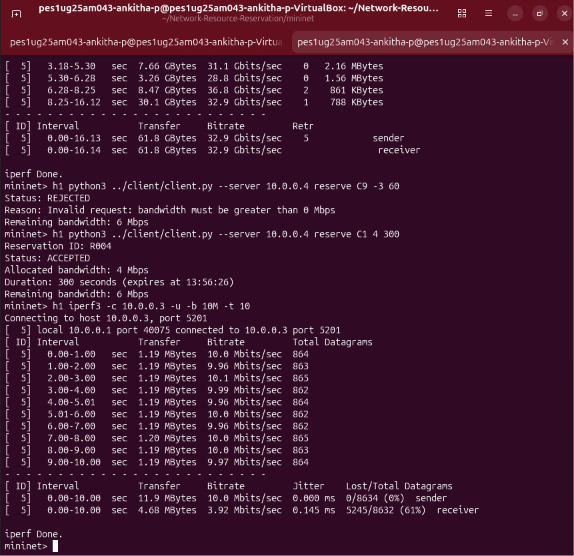 pes1ug25am043-ankitha-p@pes1ug25am043-ankitha-p-VirtualBox: ~/Network-Resou...
~/Network-Resource-Reservation/mininet
pes1ug25am043-ankitha-p@pes1ug25am043-ankitha-p-Virtu
pes1ug25am043-ankitha-p@pes1ug25am043-ankitha-p-Vi
[  5]   3.18-5.30   sec  7.66 GBytes  31.1 Gbits/sec    0   2.16 MBytes
[  5]   5.30-6.28   sec  3.26 GBytes  28.8 Gbits/sec    0   1.56 MBytes
[  5]   6.28-8.25   sec  8.47 GBytes  36.8 Gbits/sec    2    861 KBytes
[  5]   8.25-16.12  sec  30.1 GBytes  32.9 Gbits/sec    1    788 KBytes
- - - - - - - - - - - - - - - - - - - - - - - - -
[ ID] Interval           Transfer     Bitrate         Retr
[  5]   0.00-16.13  sec  61.8 GBytes  32.9 Gbits/sec    5             sender
[  5]   0.00-16.14  sec  61.8 GBytes  32.9 Gbits/sec                  receiver
iperf Done.
mininet> h1 python3 ../client/client.py --server 10.0.0.4 reserve C9 -3 60
Status: REJECTED
Reason: Invalid request: bandwidth must be greater than 0 Mbps
Remaining bandwidth: 6 Mbps
mininet> h1 python3 ../client/client.py --server 10.0.0.4 reserve C1 4 300
Reservation ID: R004
Status: ACCEPTED
Allocated bandwidth: 4 Mbps
Duration: 300 seconds (expires at 13:56:26)
Remaining bandwidth: 6 Mbps
mininet> h1 iperf3 -c 10.0.0.3 -u -b 10M -t 10
Connecting to host 10.0.0.3, port 5201
[  5] local 10.0.0.1 port 40075 connected to 10.0.0.3 port 5201
[ ID] Interval           Transfer     Bitrate         Total Datagrams
[  5]   0.00-1.00   sec  1.19 MBytes  10.0 Mbits/sec  864
[  5]   1.00-2.00   sec  1.19 MBytes  9.96 Mbits/sec  863
[  5]   2.00-3.00   sec  1.19 MBytes  10.1 Mbits/sec  865
[  5]   3.00-4.00   sec  1.19 MBytes  9.99 Mbits/sec  862
[  5]   4.00-5.01   sec  1.19 MBytes  9.96 Mbits/sec  864
[  5]   5.01-6.00   sec  1.19 MBytes  10.0 Mbits/sec  862
[  5]   6.00-7.00   sec  1.19 MBytes  9.96 Mbits/sec  862
[  5]   7.00-8.00   sec  1.20 MBytes  10.0 Mbits/sec  865
[  5]   8.00-9.00   sec  1.19 MBytes  10.0 Mbits/sec  863
[  5]   9.00-10.00  sec  1.19 MBytes  9.97 Mbits/sec  864
- - - - - - - - - - - - - - - - - - - - - - - - -
[ ID] Interval           Transfer     Bitrate         Jitter    Lost/Total Datagrams
[  5]   0.00-10.00  sec  11.9 MBytes  10.0 Mbits/sec  0.000 ms  0/8634 (0%)  sender
[  5]   0.00-10.00  sec  4.68 MBytes  3.92 Mbits/sec  0.145 ms  5245/8632 (61%)  receiver
iperf Done.
mininet>